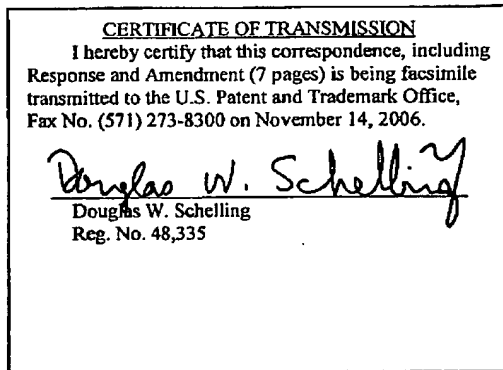 CERTIFICATE OF TRANSMISSION
I hereby certify that this correspondence, including
Response and Amendment (7 pages) is being facsimile
transmitted to the U.S. Patent and Trademark Office,
Fax No. (571) 273-8300 on November 14, 2006.
Douglas W. Schelling
Douglas W. Schelling
Reg. No. 48,335